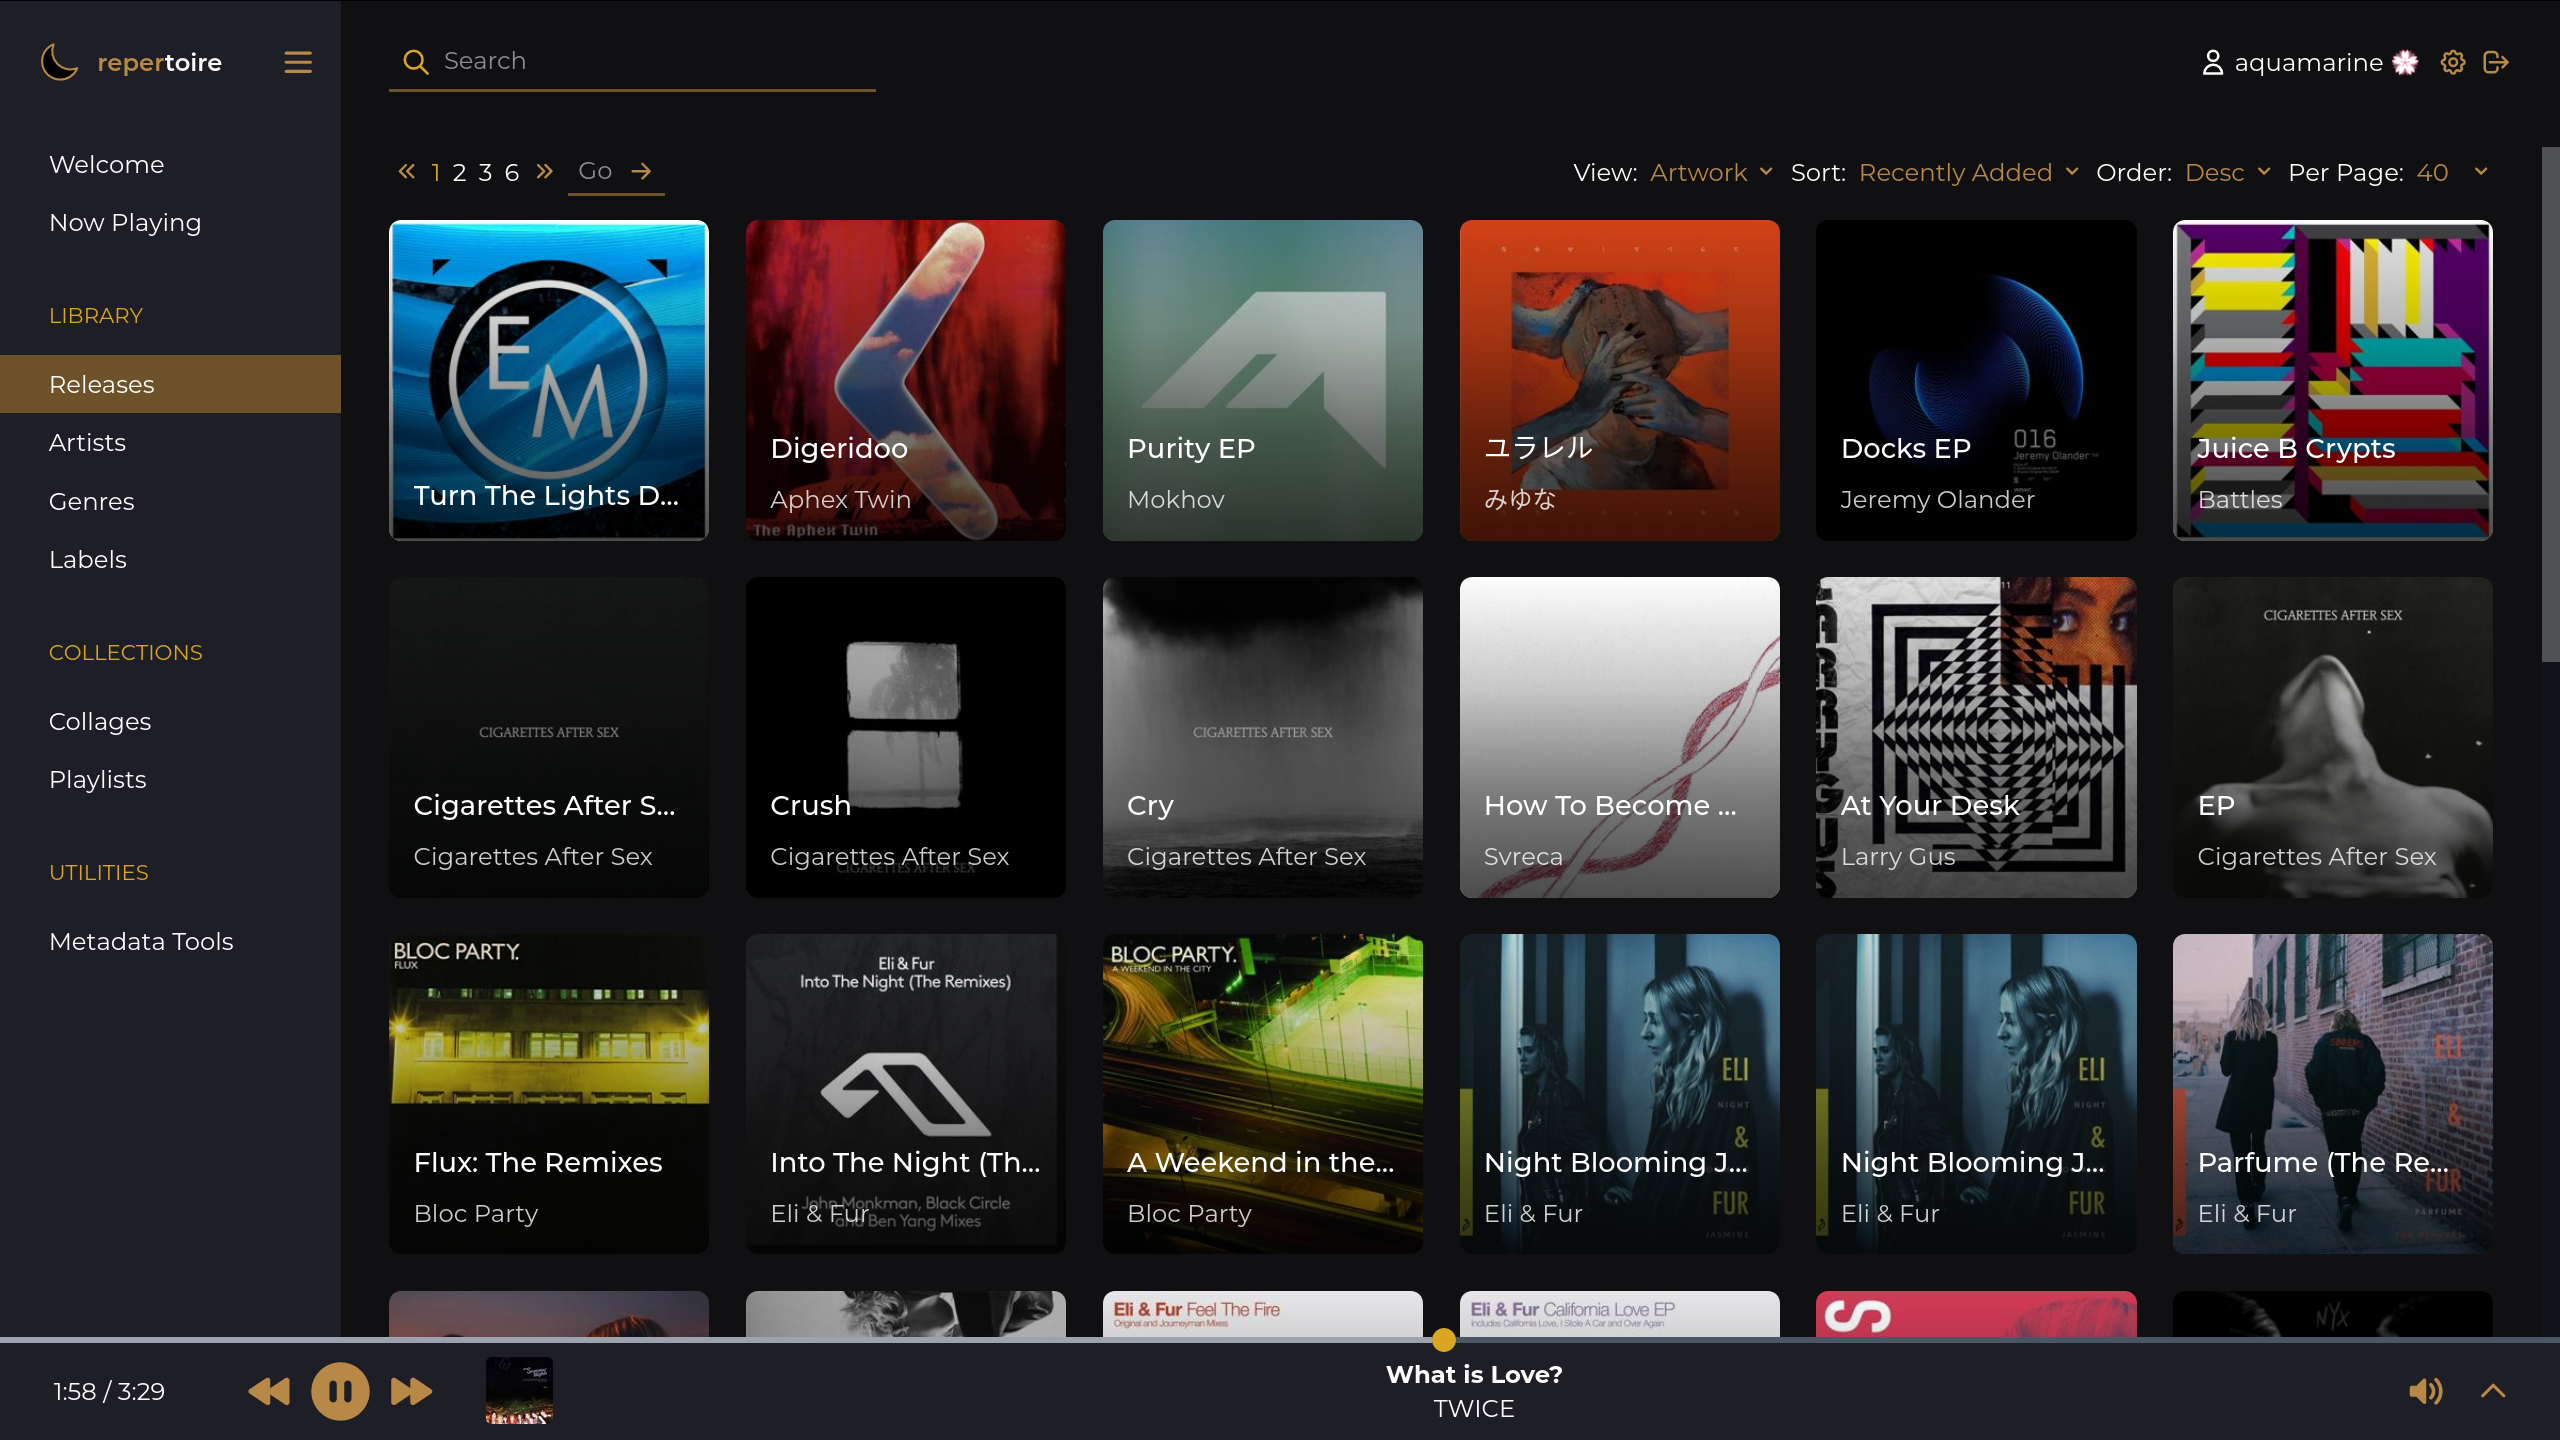 repertoire
Search
aquamarine 🌸
Welcome
Now Playing
LIBRARY
Releases
Artists
Genres
Labels
COLLECTIONS
Collages
Playlists
UTILITIES
Metadata Tools
« 1 2 3 6 » Go →
View: Artwork Sort: Recently Added Order: Desc Per Page: 40
EM
Turn The Lights D...
Digeridoo
Aphex Twin
The Aphex Twin
Purity EP
Mokhov
ユラレル
みゆな
016
Jeremy Olander
Docks EP
Jeremy Olander
Juice B Crypts
Battles
CIGARETTES AFTER SEX
Cigarettes After S...
Cigarettes After Sex
Crush
Cigarettes After Sex
CIGARETTES AFTER SEX
CIGARETTES AFTER SEX
Cry
Cigarettes After Sex
How To Become ...
Svreca
At Your Desk
Larry Gus
CIGARETTES AFTER SEX
EP
Cigarettes After Sex
BLOC PARTY.
FLUX
Flux: The Remixes
Bloc Party
Eli & Fur
Into The Night (The Remixes)
Into The Night (Th...
John Monkman, Black Circle
and Ben Yang Mixes
Eli & Fur
BLOC PARTY.
A WEEKEND IN THE CITY
A Weekend in the...
Bloc Party
ELI
NIGHT
&
Night Blooming J...
FUR
Eli & Fur
JASMINE
ELI
NIGHT
&
Night Blooming J...
FUR
Eli & Fur
JASMINE
ELI
&
Parfume (The Re...
FUR
PARFUME
Eli & Fur
THE REMIXES
Eli & Fur Feel The Fire
Original and Journeyman Mixes
Eli & Fur California Love EP
Includes California Love, I Stole A Car and Over Again
S
NYX
1:58 / 3:29
What is Love?
TWICE